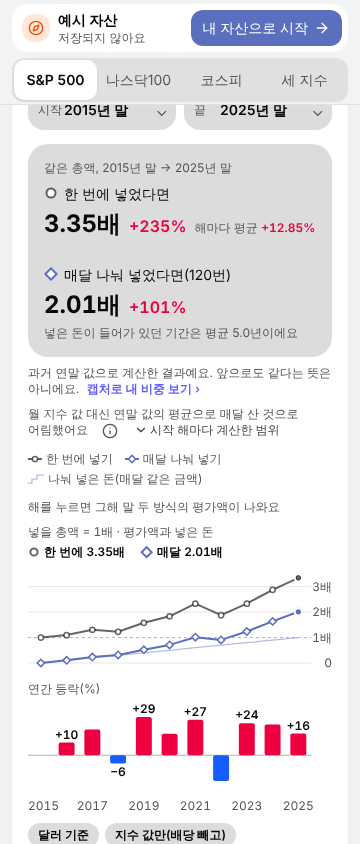 예시 자산
저장되지 않아요
내 자산으로 시작 →
S&P 500 나스닥100 코스피 세 지수
시작 2015년 말 끝 2025년 말
같은 총액, 2015년 말 → 2025년 말
한 번에 넣었다면
3.35배 +235% 해마다 평균 +12.85%
매달 나눠 넣었다면(120번)
2.01배 +101%
넣은 돈이 들어가 있던 기간은 평균 5.0년이에요
과거 연말 값으로 계산한 결과예요. 앞으로도 같다는 뜻은
아니에요. 캡처로 내 비중 보기 ›
월 지수 값 대신 연말 값의 평균으로 매달 산 것으로
어림했어요 시작 해마다 계산한 범위
한 번에 넣기 매달 나눠 넣기
나눠 넣은 돈(매달 같은 금액)
해를 누르면 그해 말 두 방식의 평가액이 나와요
넣을 총액 = 1배 · 평가액과 넣은 돈
한 번에 3.35배 매달 2.01배
3배
2배
1배
0
연간 등락(%)
+10 −6 +29 +27 +24 +16
2015 2017 2019 2021 2023 2025
달러 기준 지수 값만(배당 빼고)